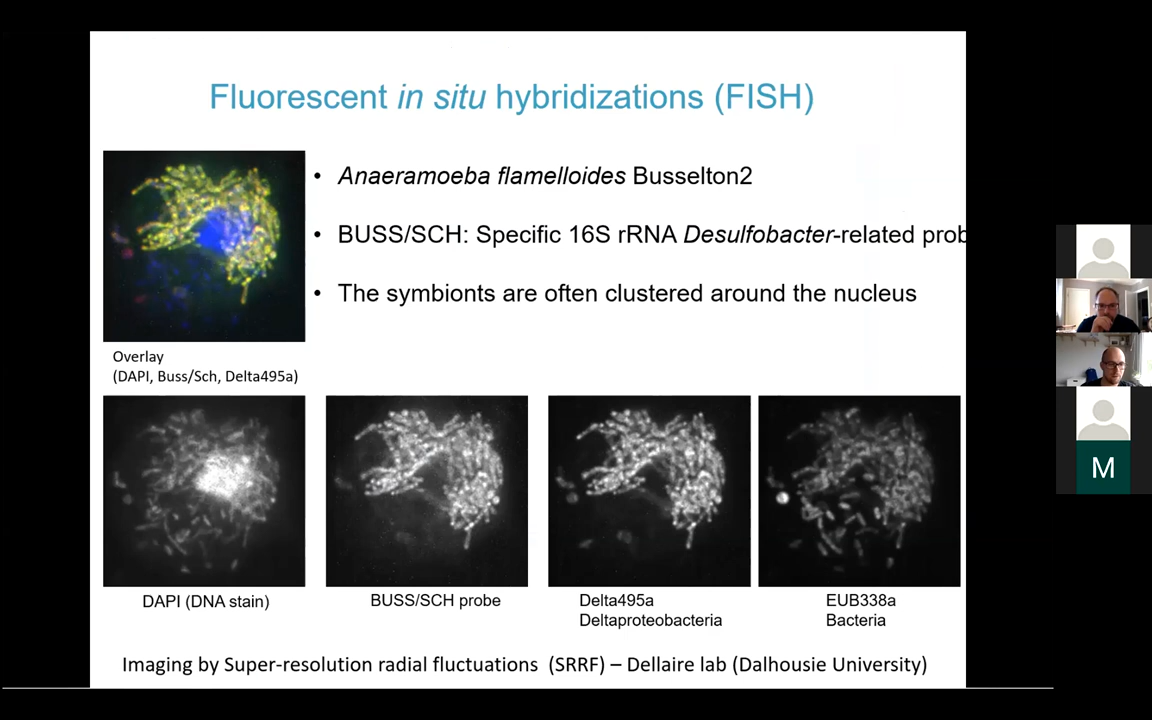 Fluorescent in situ hybridizations (FISH)
• Anaeramoeba flamelloides Busselton2
• BUSS/SCH: Specific 16S rRNA Desulfobacter-related prob
• The symbionts are often clustered around the nucleus
Overlay
(DAPI, Buss/Sch, Delta495a)
DAPI (DNA stain)
BUSS/SCH probe
Delta495a
Deltaproteobacteria
EUB338a
Bacteria
Imaging by Super-resolution radial fluctuations (SRRF) – Dellaire lab (Dalhousie University)
M